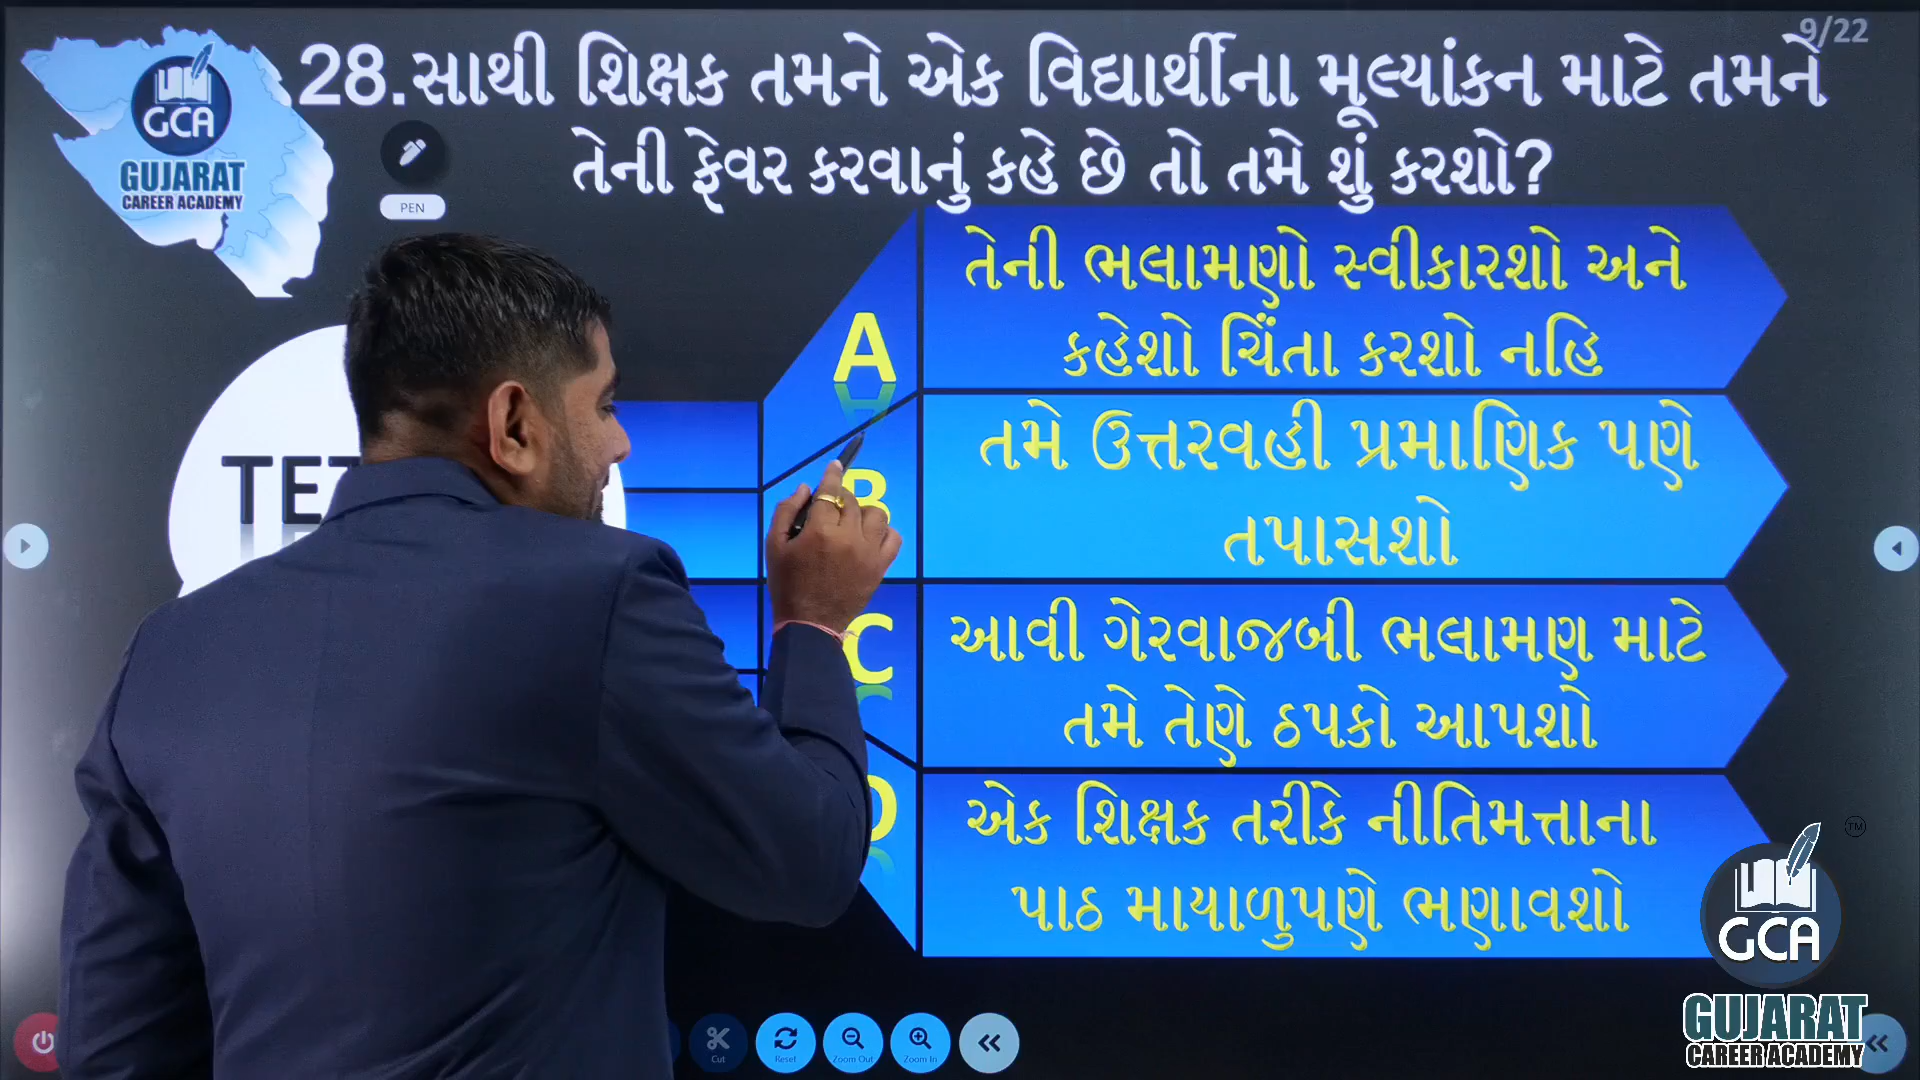 9/22
28.સાથી શિક્ષક તમને એક વિદ્યાર્થીના મૂલ્યાંકન માટે તમને
તેની ફેવર કરવાનું કહે છે તો તમે શું કરશો?
GCA
GUJARAT
CAREER ACADEMY
PEN
A
તેની ભલામણો સ્વીકારશો અને
કહેશો ચિંતા કરશો નહિ
B
તમે ઉત્તરવહી પ્રમાણિક પણે
તપાસશો
C
આવી ગેરવાજબી ભલામણ માટે
તમે તેણે ઠપકો આપશો
D
એક શિક્ષક તરીકે નીતિમત્તાના
પાઠ માયાળુપણે ભણાવશો
TET
TM
GCA
GUJARAT
CAREER ACADEMY
Cut
Reset
Zoom Out
Zoom In